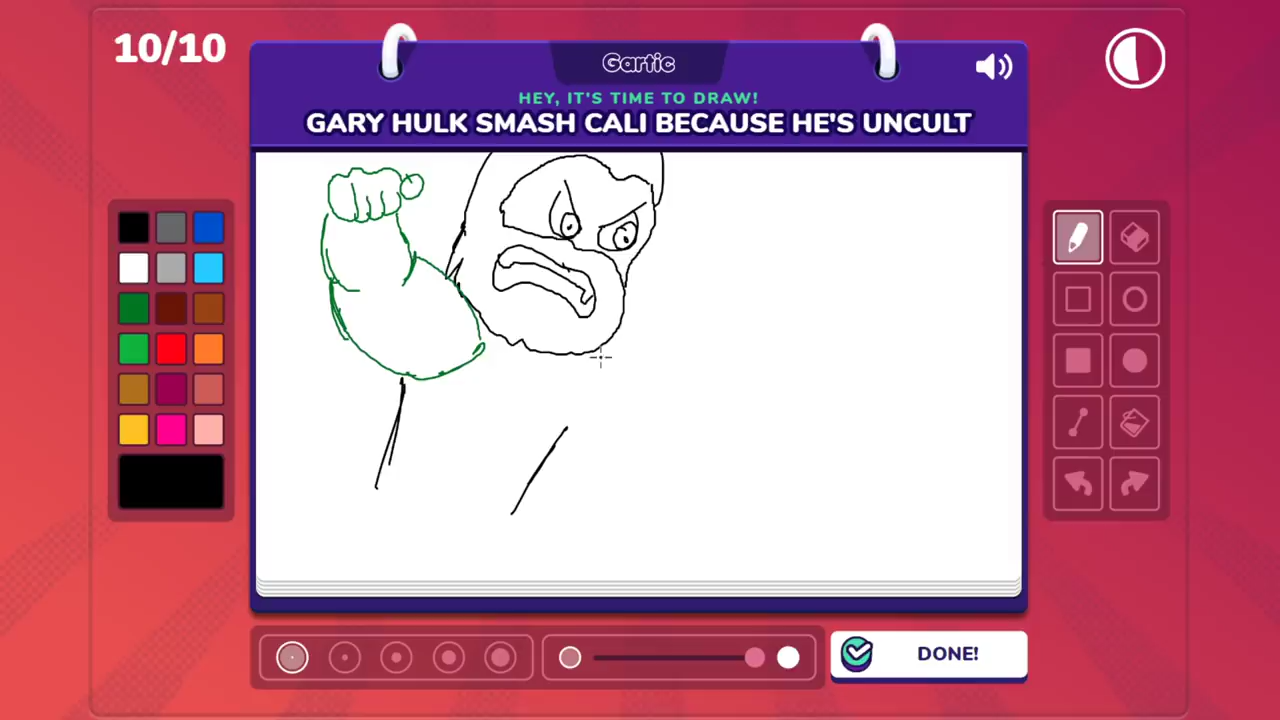 10/10
Gartic
HEY, IT'S TIME TO DRAW!
GARY HULK SMASH CALI BECAUSE HE'S UNCULT
DONE!